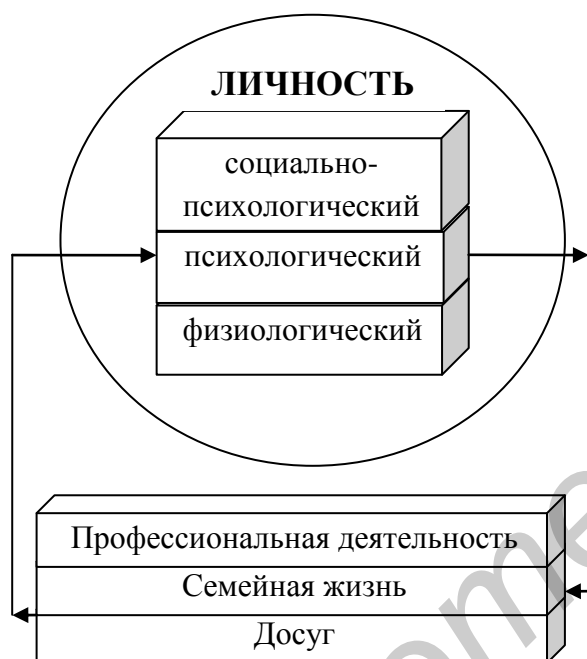 ЛИЧНОСТЬ
социально-
психологический
психологический
физиологический
Профессиональная деятельность
Семейная жизнь
Досуг